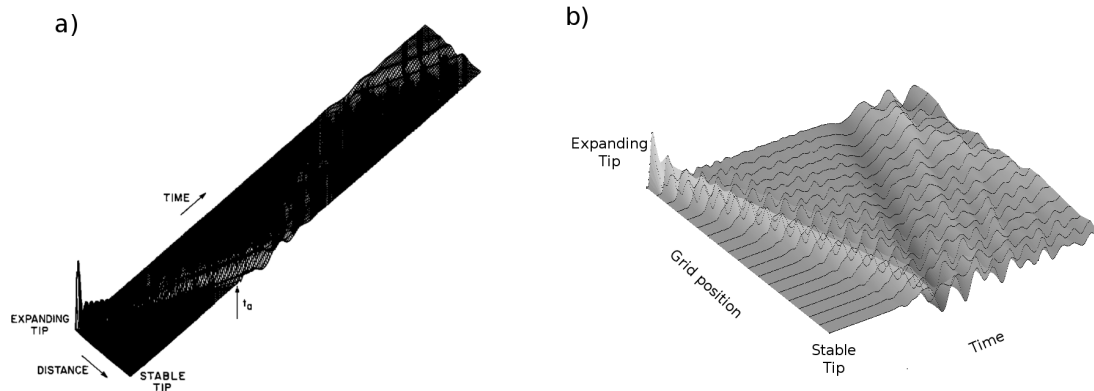 a)
TIME
EXPANDING
TIP
DISTANCE
STABLE
TIP
t₀
b)
Expanding
Tip
Grid position
Stable
Tip
Time